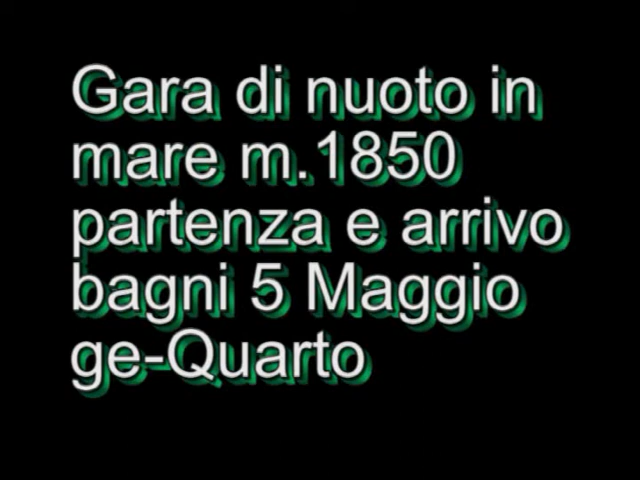 Gara di nuoto in
mare m.1850
partenza e arrivo
bagni 5 Maggio
ge-Quarto